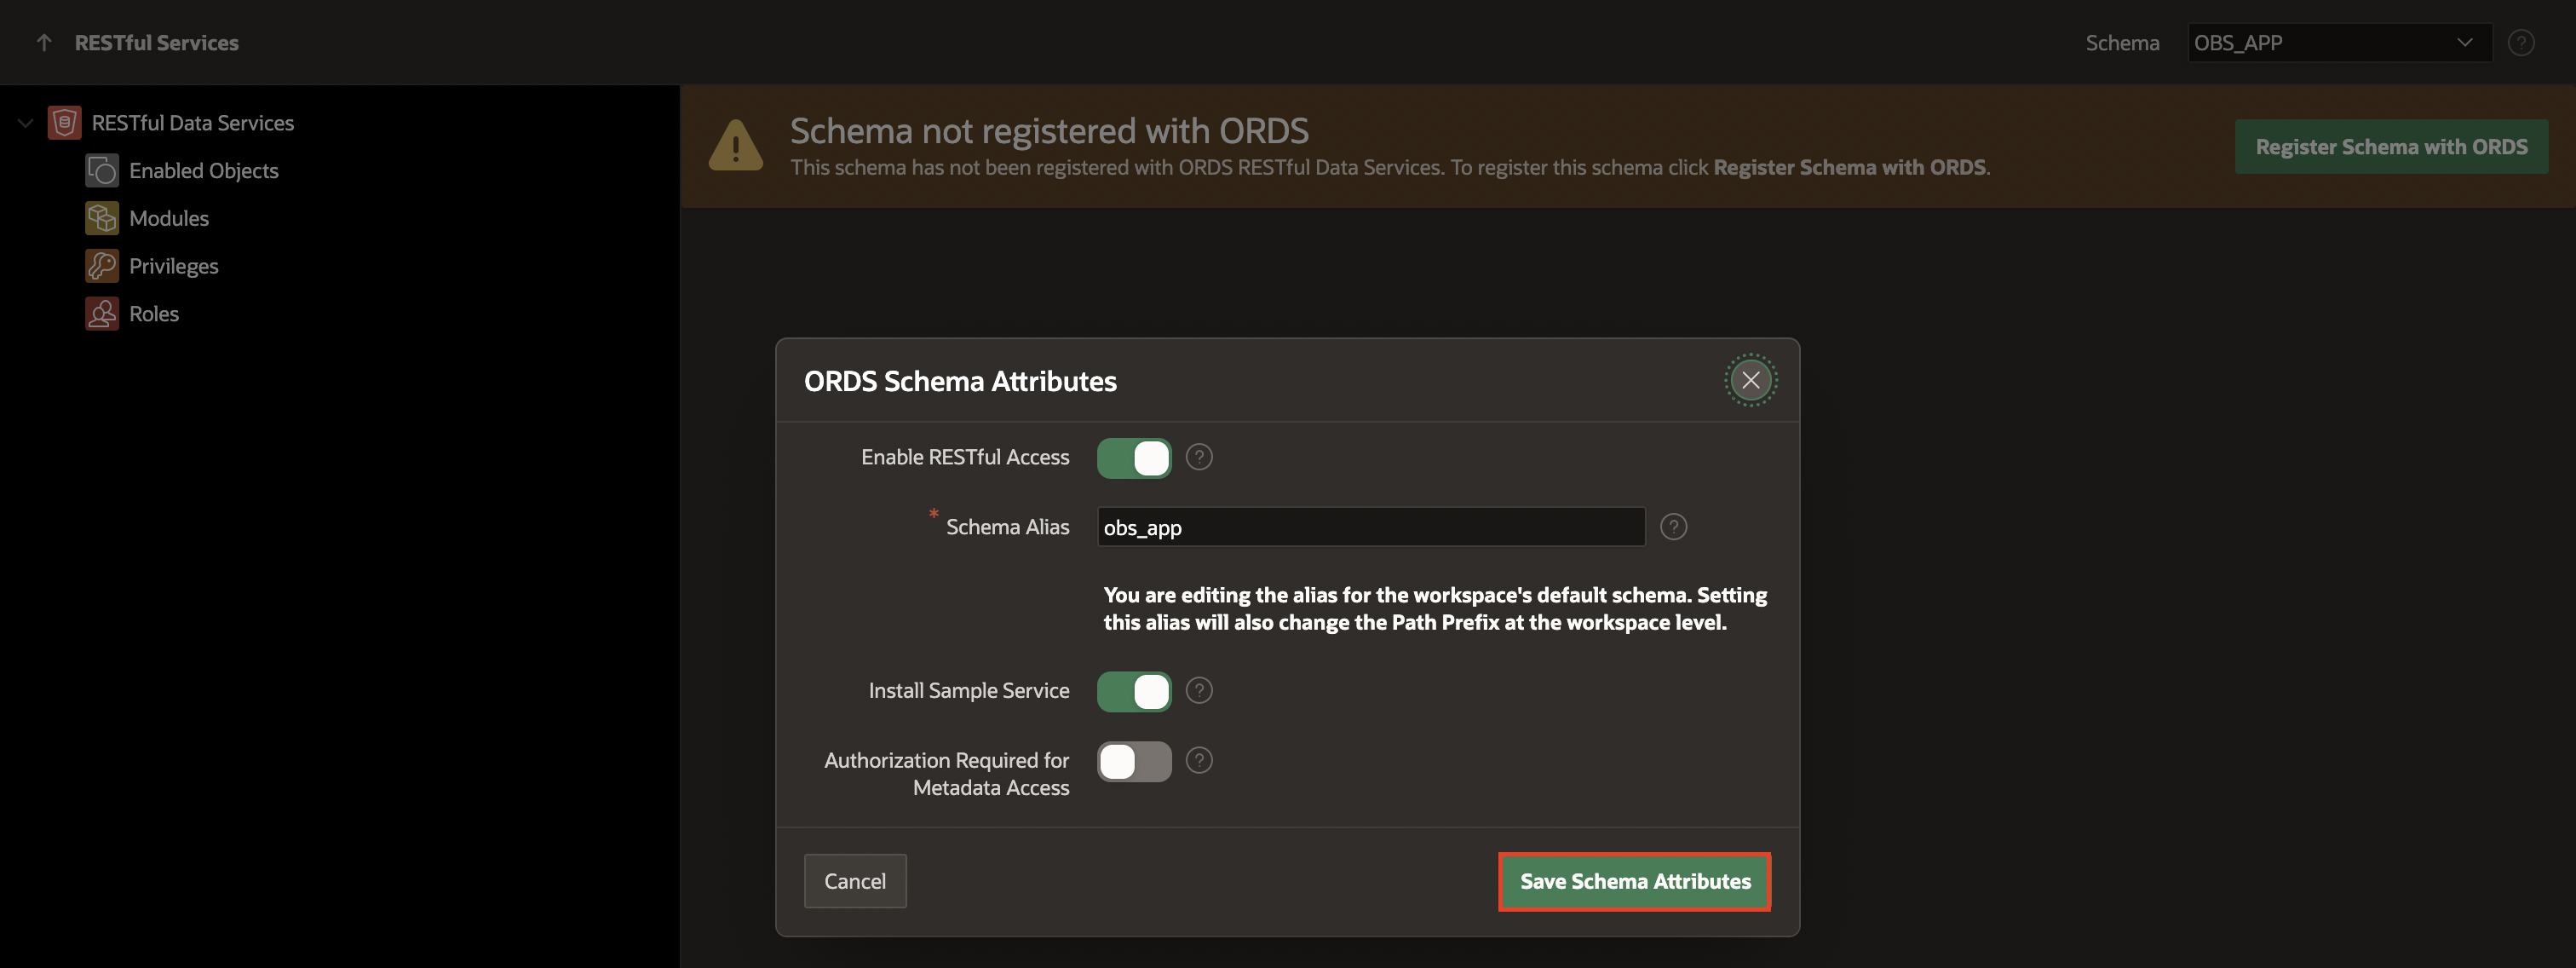 RESTful Services
Schema
OBS_APP
RESTful Data Services
Enabled Objects
Modules
Privileges
Roles
Schema not registered with ORDS
This schema has not been registered with ORDS RESTful Data Services. To register this schema click Register Schema with ORDS.
Register Schema with ORDS
ORDS Schema Attributes
Enable RESTful Access
* Schema Alias
obs_app
You are editing the alias for the workspace's default schema. Setting
this alias will also change the Path Prefix at the workspace level.
Install Sample Service
Authorization Required for
Metadata Access
Cancel
Save Schema Attributes